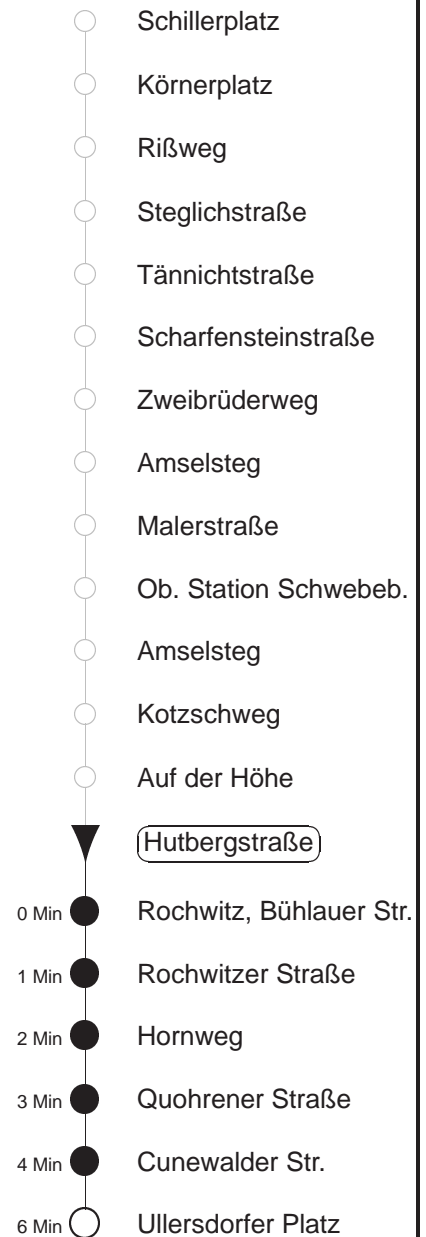 Schillerplatz
Körnerplatz
Rißweg
Steglichstraße
Tännichtstraße
Scharfensteinstraße
Zweibrüderweg
Amselsteg
Malerstraße
Ob. Station Schwebeb.
Amselsteg
Kotzschweg
Auf der Höhe
Hutbergstraße
0 Min Rochwitz, Bühlauer Str.
1 Min Rochwitzer Straße
2 Min Hornweg
3 Min Quohrener Straße
4 Min Cunewalder Str.
6 Min Ullersdorfer Platz